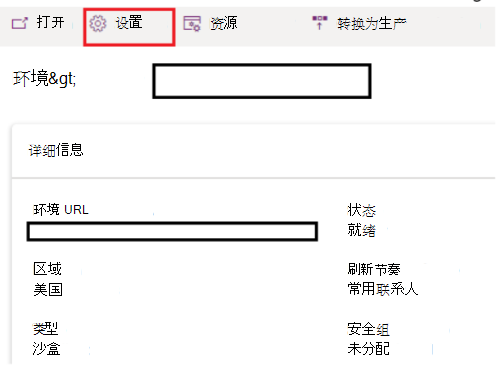 打开 设置 资源 转换为生产
环境&gt;
详细信息
环境 URL
状态
就绪
区域
美国
刷新节奏
常用联系人
类型
沙盒
安全组
未分配